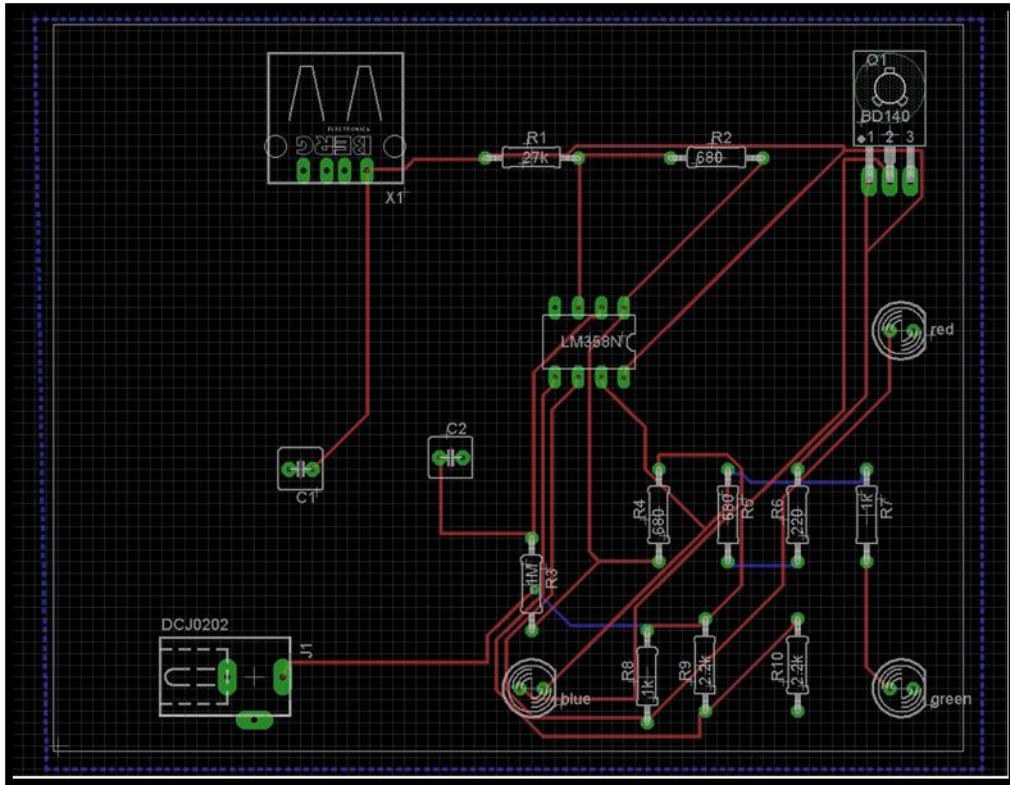 Q1
BD140
1 2 3
ELECTRONICS
BERG
X1
R1
27k
R2
680
LM358N
red
C2
C1
R4
680
680
R5
R6
220
1K
R7
1M
R3
DCJ0202
J1
blue
R8
1k
R9
2.2k
R10
2.2k
green